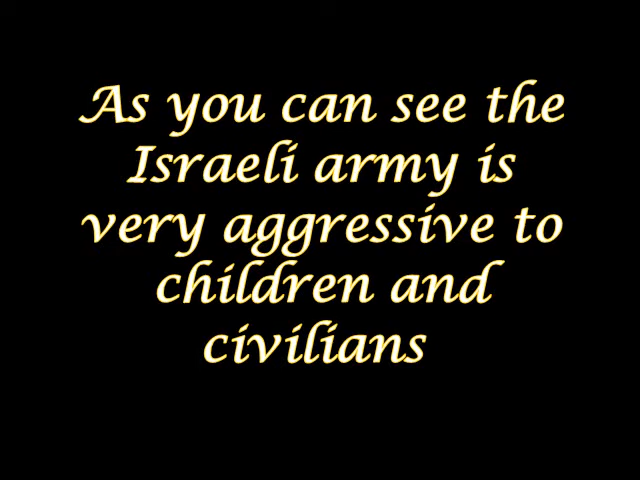 As you can see the
Israeli army is
very aggressive to
children and
civilians